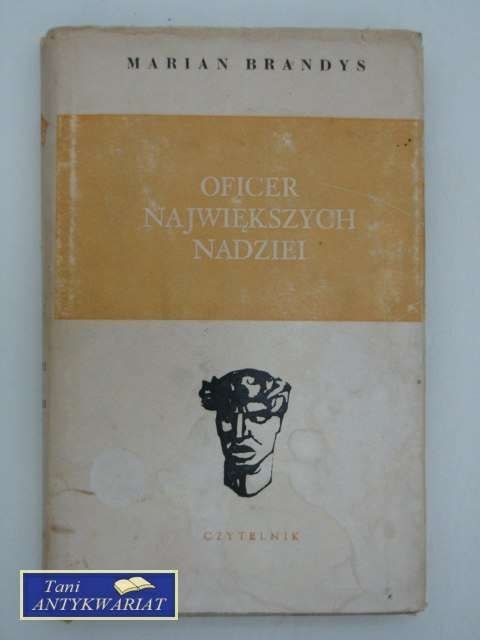 MARIAN BRANDYS
OFICER
NAJWIĘKSZYCH
NADZIEI
CZYTELNIK
Tani
ANTYKWARIAT